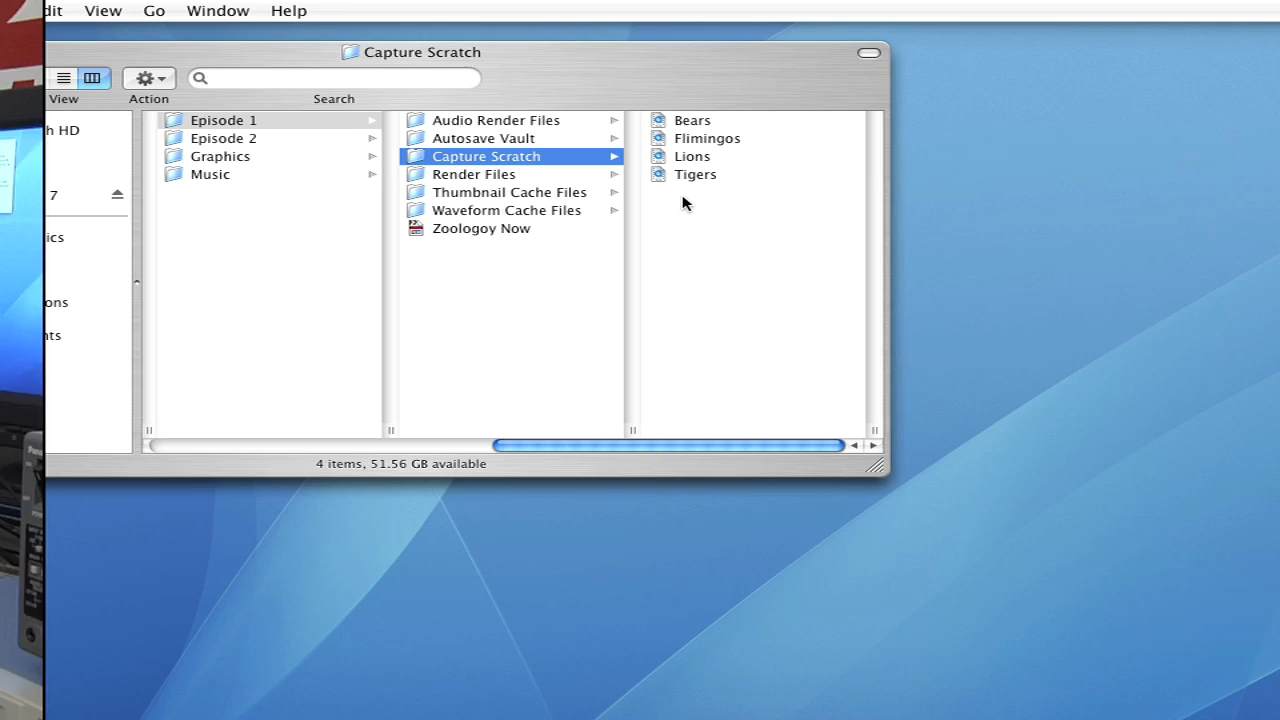 dit View Go Window Help
Capture Scratch
View Action Search
h HD
7
ics
ons
nts
Episode 1
Episode 2
Graphics
Music
Audio Render Files
Autosave Vault
Capture Scratch
Render Files
Thumbnail Cache Files
Waveform Cache Files
Zoologoy Now
Bears
Flimingos
Lions
Tigers
4 items, 51.56 GB available